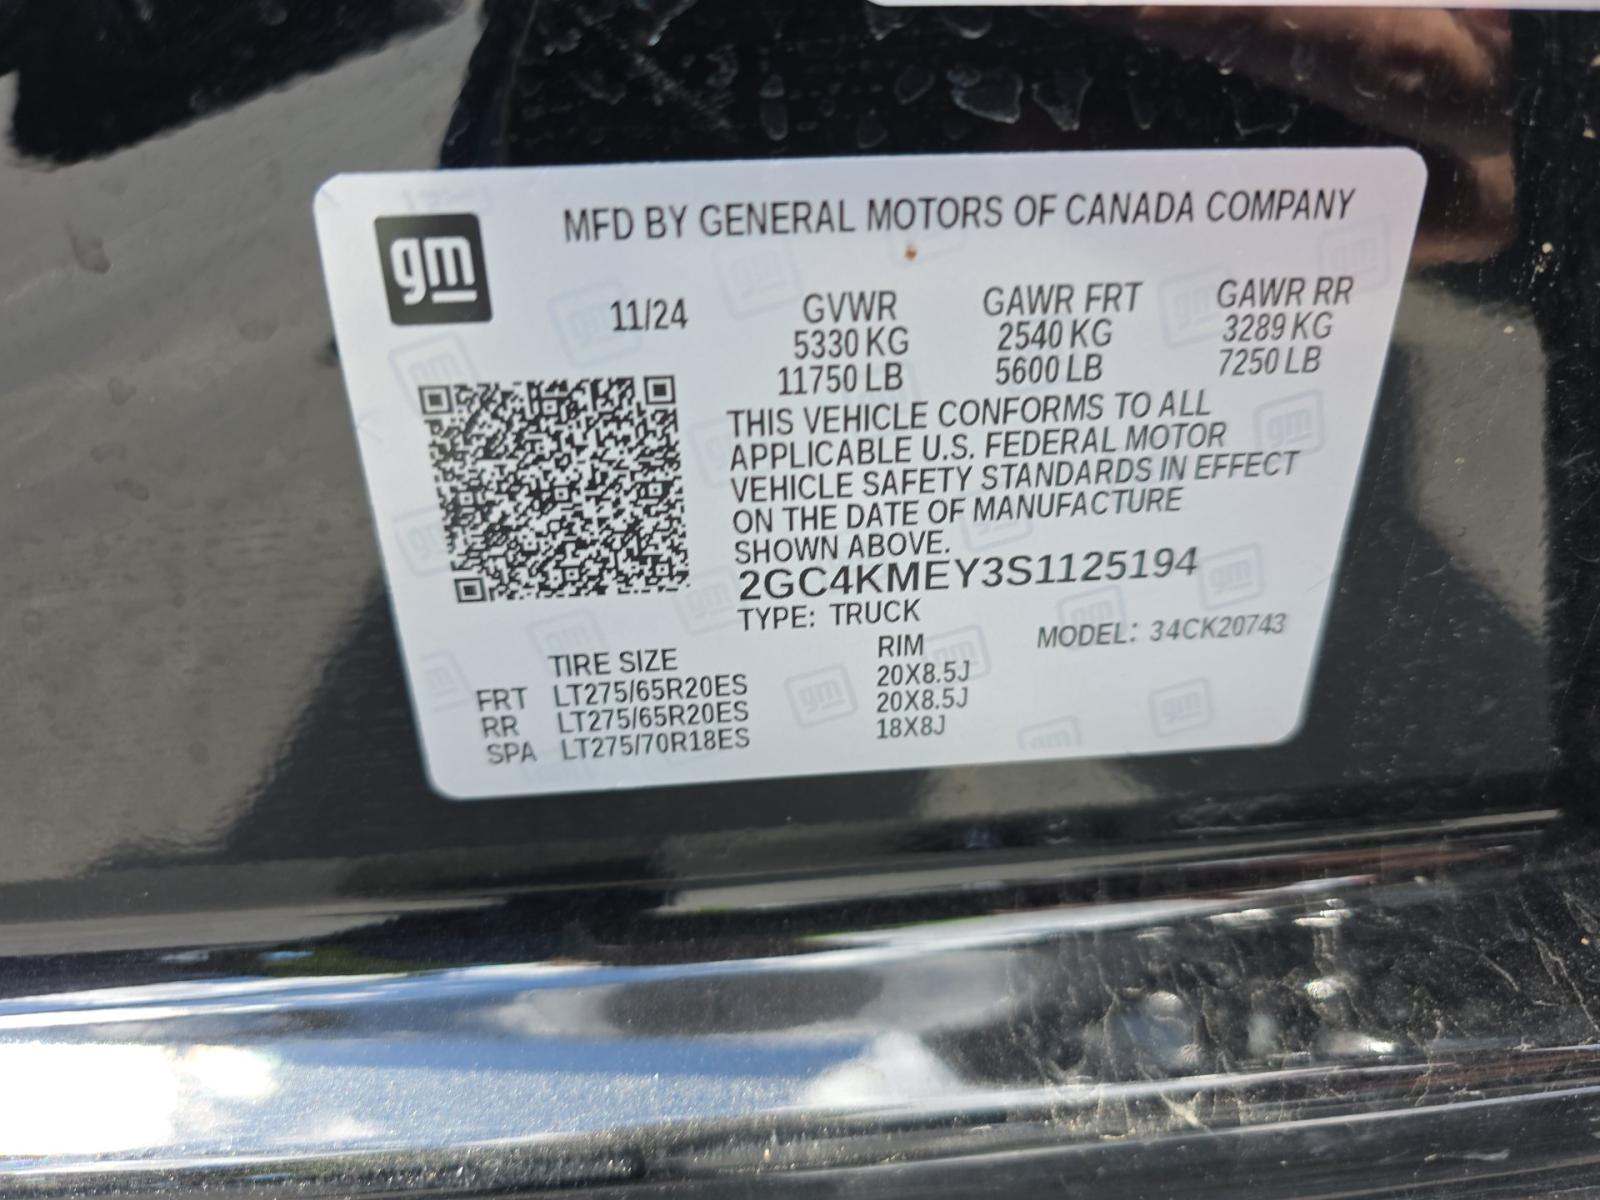 gm
MFD BY GENERAL MOTORS OF CANADA COMPANY
11/24
GVWR GAWR FRT GAWR RR
5330 KG 2540 KG 3289 KG
11750 LB 5600 LB 7250 LB
THIS VEHICLE CONFORMS TO ALL
APPLICABLE U.S. FEDERAL MOTOR
VEHICLE SAFETY STANDARDS IN EFFECT
ON THE DATE OF MANUFACTURE
SHOWN ABOVE.
2GC4KMEY3S1125194
TYPE: TRUCK
MODEL: 34CK20743
TIRE SIZE RIM
FRT LT275/65R20ES 20X8.5J
RR LT275/65R20ES 20X8.5J
SPA LT275/70R18ES 18X8J